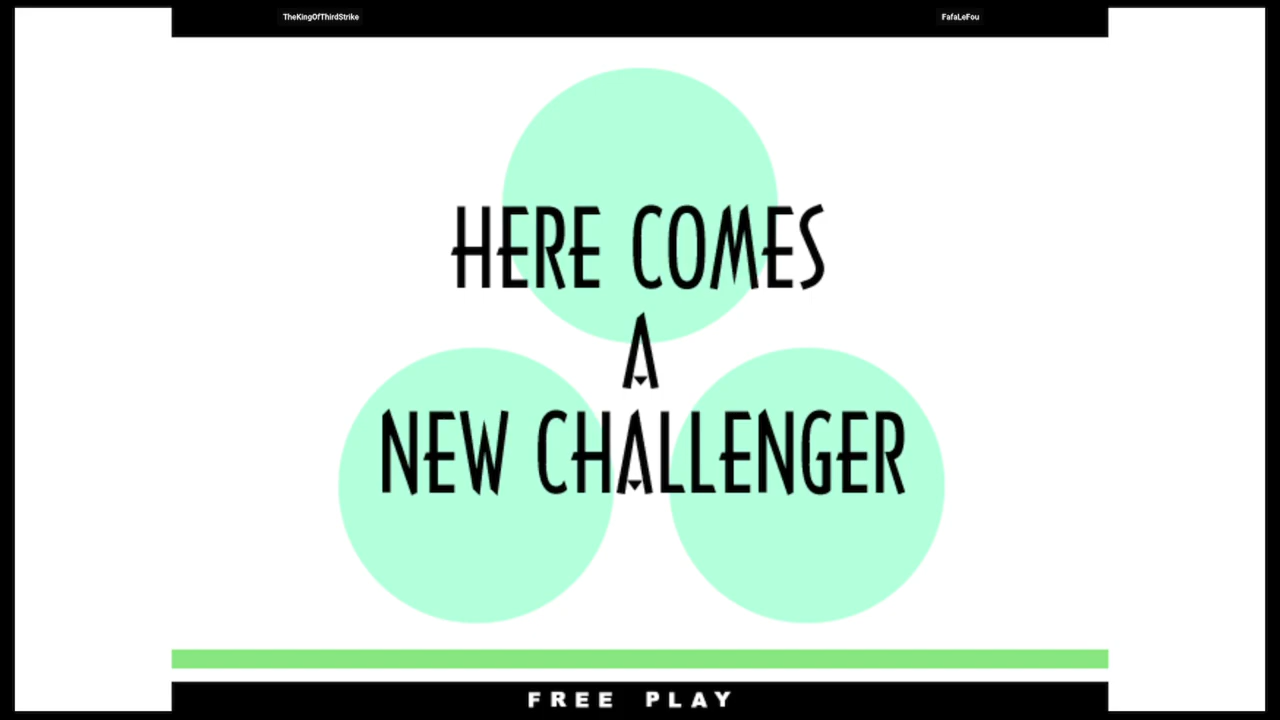 TheKingOfThirdStrike
FafaLeFou
HERE COMES
A
NEW CHALLENGER
FREE PLAY